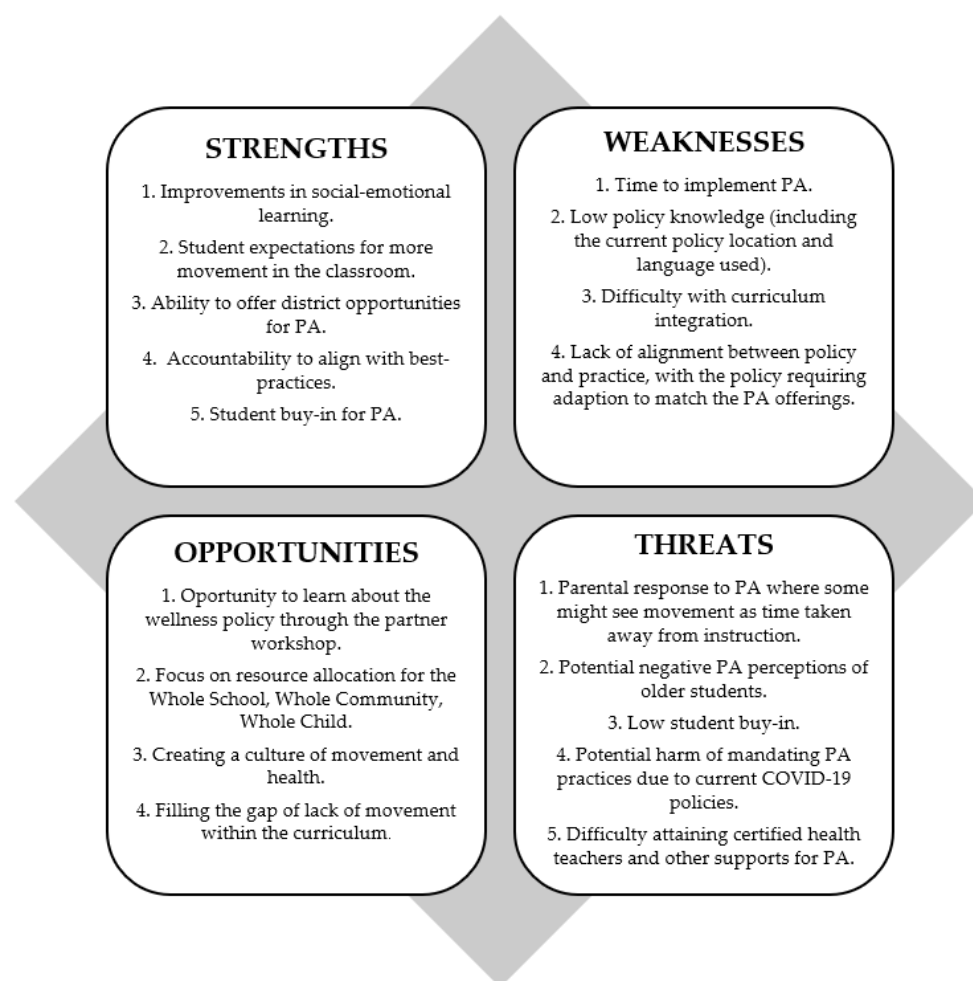 STRENGTHS
1. Improvements in social-emotional
learning.
2. Student expectations for more
movement in the classroom.
3. Ability to offer district opportunities
for PA.
4. Accountability to align with best-
practices.
5. Student buy-in for PA.
WEAKNESSES
1. Time to implement PA.
2. Low policy knowledge (including
the current policy location and
language used).
3. Difficulty with curriculum
integration.
4. Lack of alignment between policy
and practice, with the policy requiring
adaption to match the PA offerings.
OPPORTUNITIES
1. Oportunity to learn about the
wellness policy through the partner
workshop.
2. Focus on resource allocation for the
Whole School, Whole Community,
Whole Child.
3. Creating a culture of movement and
health.
4. Filling the gap of lack of movement
within the curriculum.
THREATS
1. Parental response to PA where some
might see movement as time taken
away from instruction.
2. Potential negative PA perceptions of
older students.
3. Low student buy-in.
4. Potential harm of mandating PA
practices due to current COVID-19
policies.
5. Difficulty attaining certified health
teachers and other supports for PA.